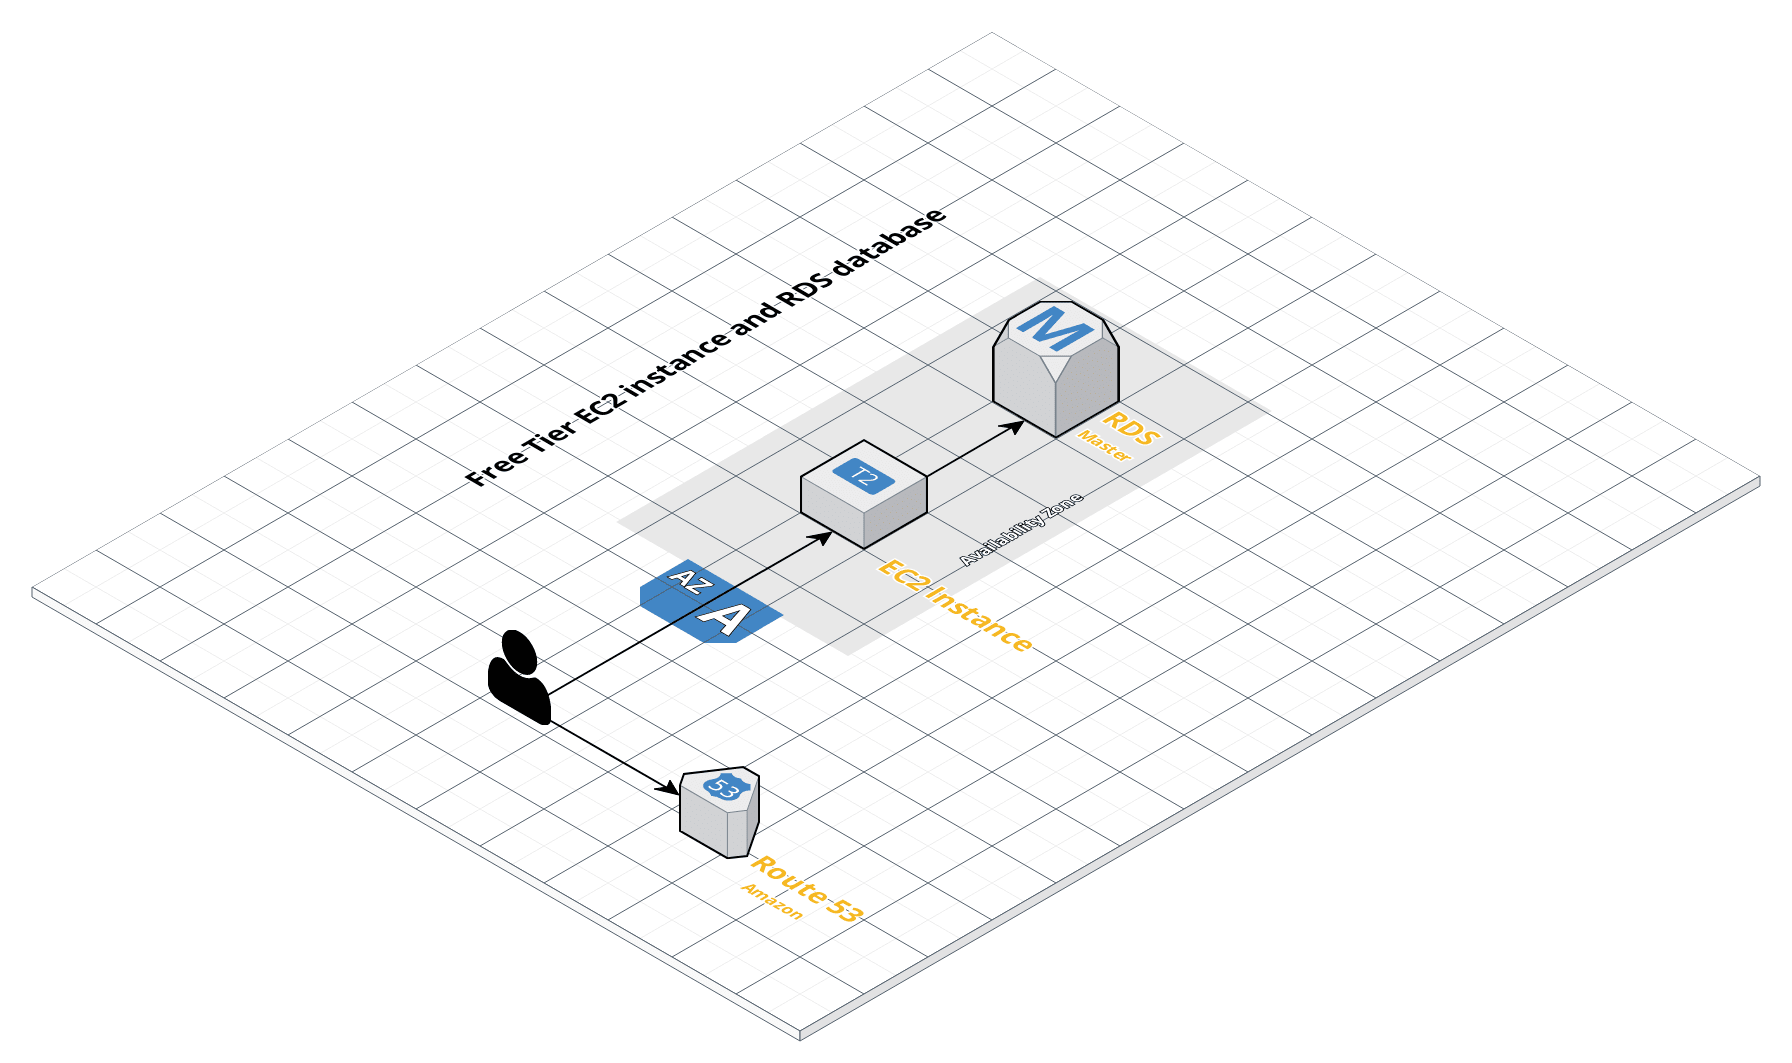 Free Tier EC2 instance and RDS database
M
RDS
Master
T2
Availability Zone
EC2 Instance
AZ
A
53
Route 53
Amazon